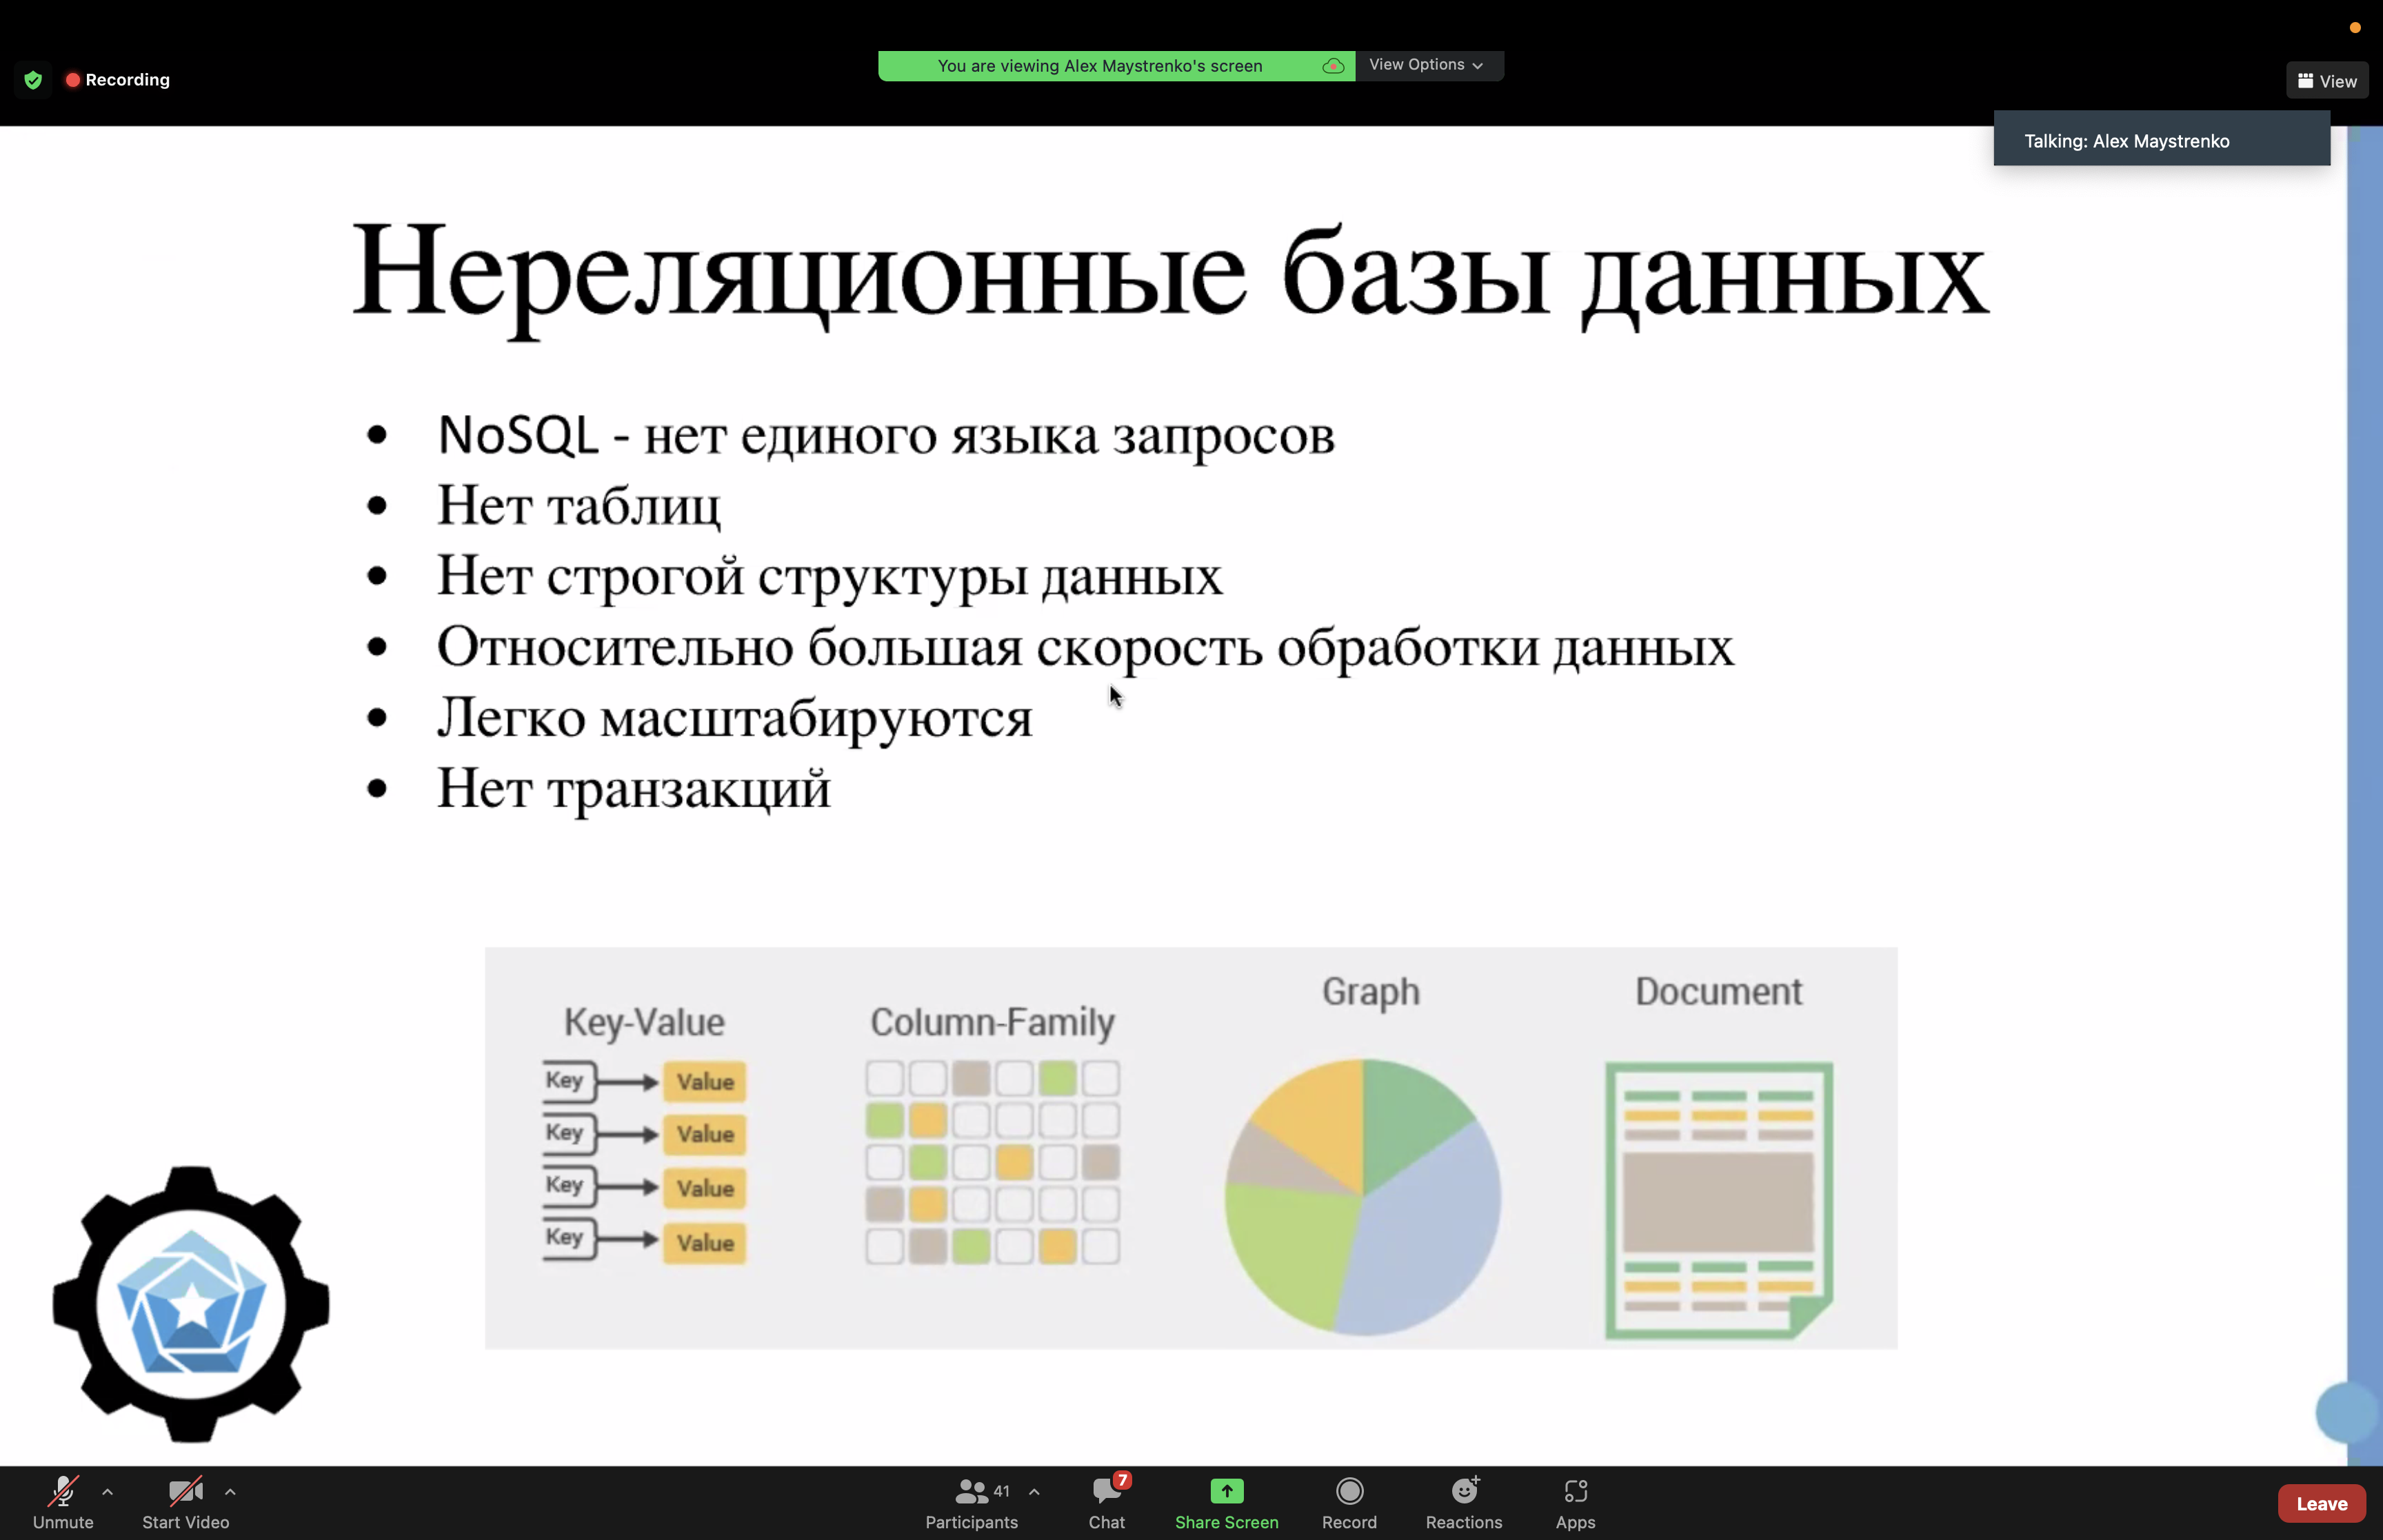 Recording
You are viewing Alex Maystrenko's screen
View Options
View
Talking: Alex Maystrenko
Нереляционные базы данных
• NoSQL - нет единого языка запросов
• Нет таблиц
• Нет строгой структуры данных
• Относительно большая скорость обработки данных
• Легко масштабируются
• Нет транзакций
Key-Value
Key Value
Key Value
Key Value
Key Value
Column-Family
Graph
Document
Unmute
Start Video
41
Participants
7
Chat
Share Screen
Record
Reactions
Apps
Leave